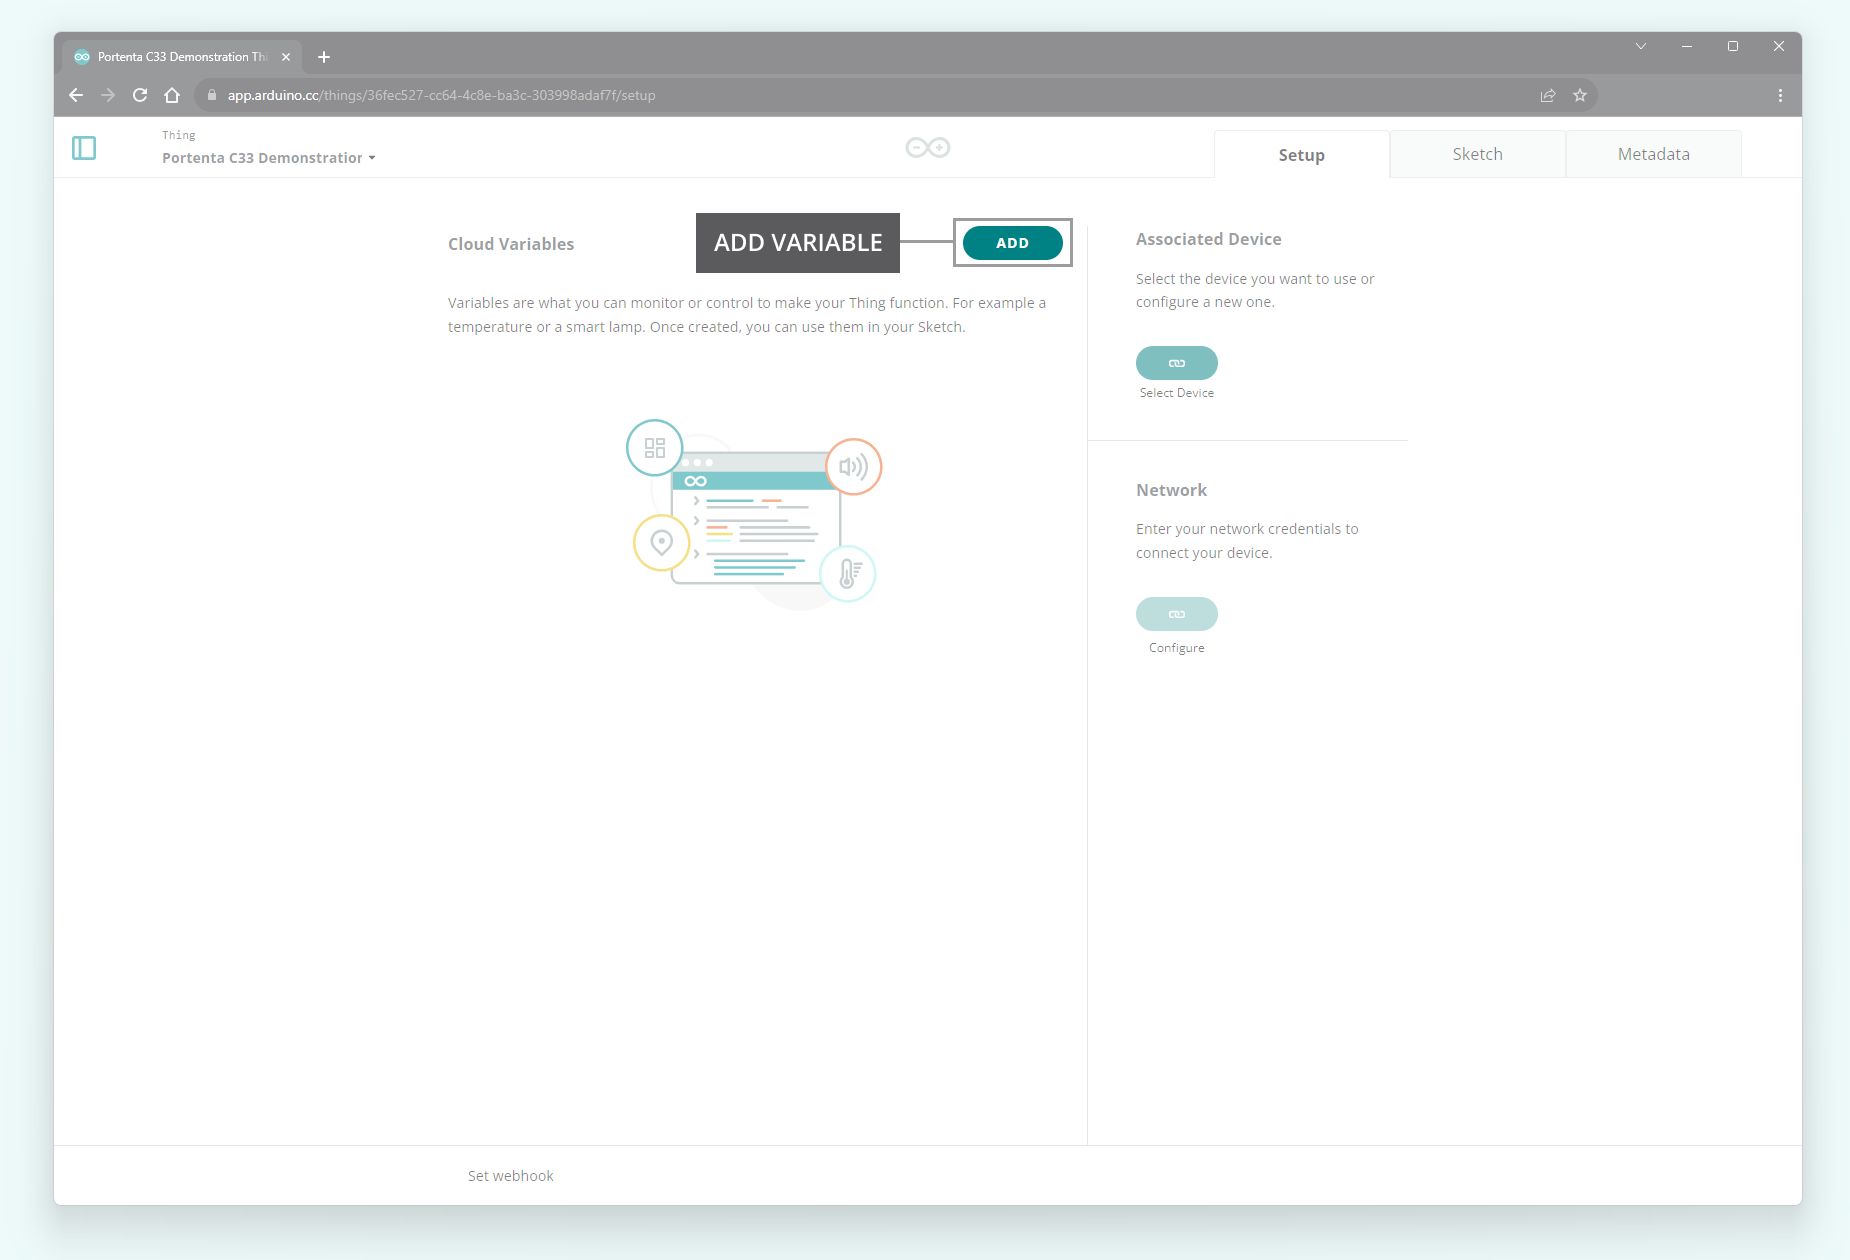 Portenta C33 Demonstration Thi
app.arduino.cc/things/36fec527-cc64-4c8e-ba3c-303998adaf7f/setup
Thing
Portenta C33 Demonstration
Setup
Sketch
Metadata
Cloud Variables
ADD VARIABLE
ADD
Variables are what you can monitor or control to make your Thing function. For example a
temperature or a smart lamp. Once created, you can use them in your Sketch.
Associated Device
Select the device you want to use or
configure a new one.
Select Device
Network
Enter your network credentials to
connect your device.
Configure
Set webhook